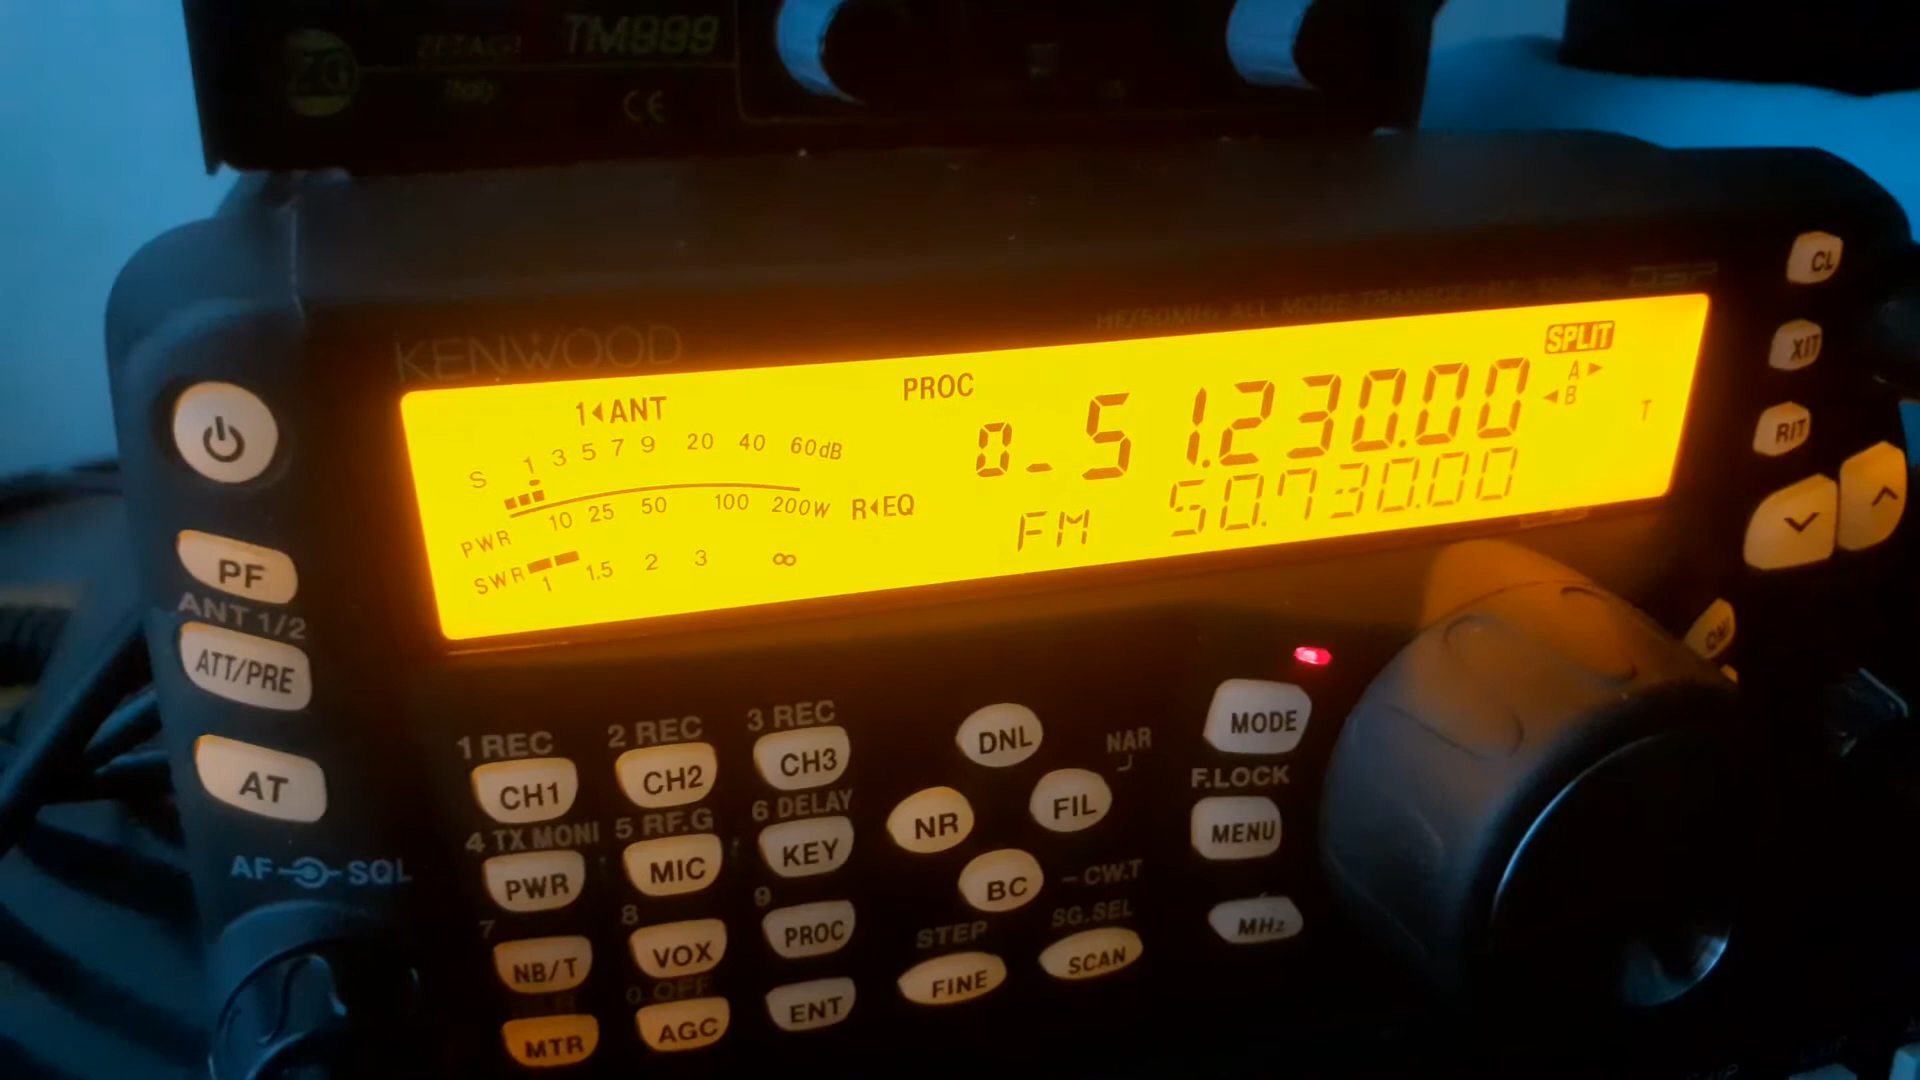 ZG
ZETAGI
Italy
TM999
CE
KENWOOD
HF/50MHz ALL MODE TRANSCEIVER
1◀ANT
PROC
SPLIT
A▶
◀B
T
S 1 3 5 7 9 20 40 60dB
0_51.230.00
PWR 10 25 50 100 200W
R◀EQ
FM
50.730.00
SWR 1 1.5 2 3 ∞
CL
XIT
RIT
PF
ANT 1/2
ATT/PRE
AT
AF SQL
1 REC
2 REC
3 REC
CH1
CH2
CH3
4 TX MONI
5 RF.G
6 DELAY
PWR
MIC
KEY
7
8
9
NB/T
VOX
PROC
0 OFF
MTR
AGC
ENT
DNL
NAR
NR
FIL
BC
- CW.T
STEP
SG.SEL
FINE
SCAN
MODE
F.LOCK
MENU
MHz